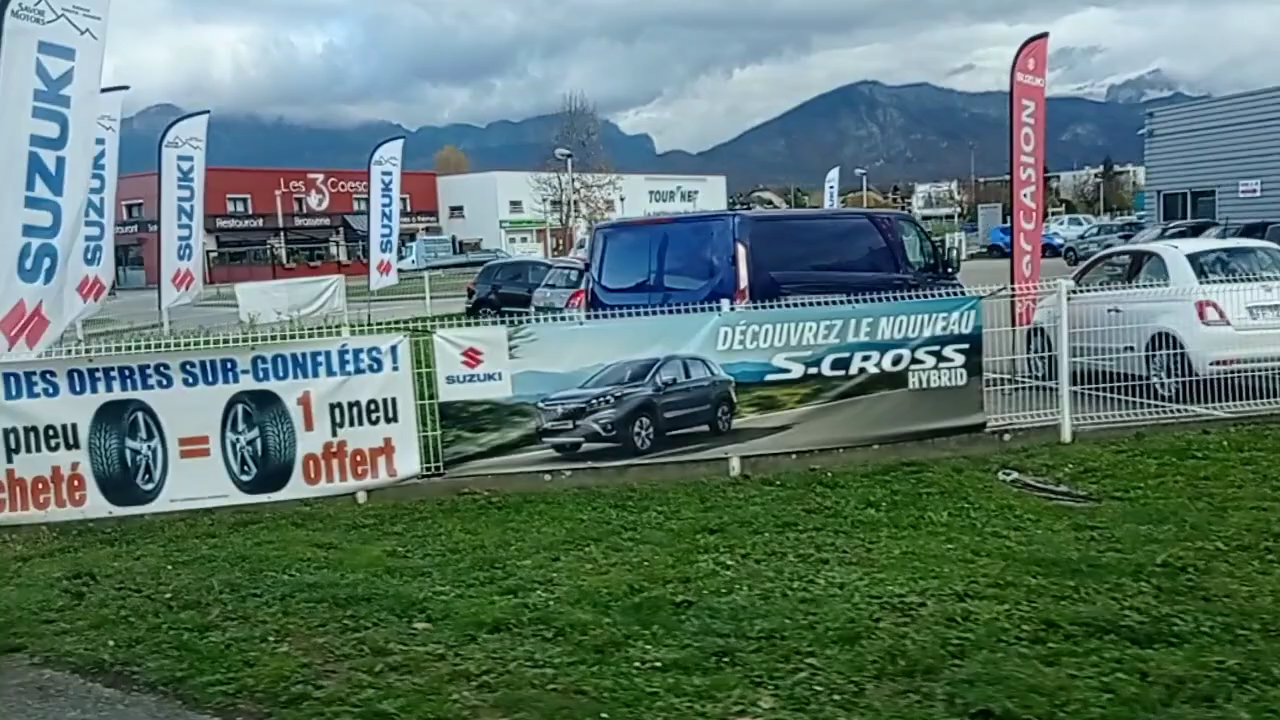 SAVOIE
MOTORS
SUZUKI
SUZUKI
SUZUKI
SUZUKI
Les 3
Restaurant
Brasserie
TOUR'NET
SUZUKI
OCCASION
DES OFFRES SUR-GONFLÉES !
pneu
cheté
=
1 pneu
offert
SUZUKI
DÉCOUVREZ LE NOUVEAU
S-CROSS
HYBRID